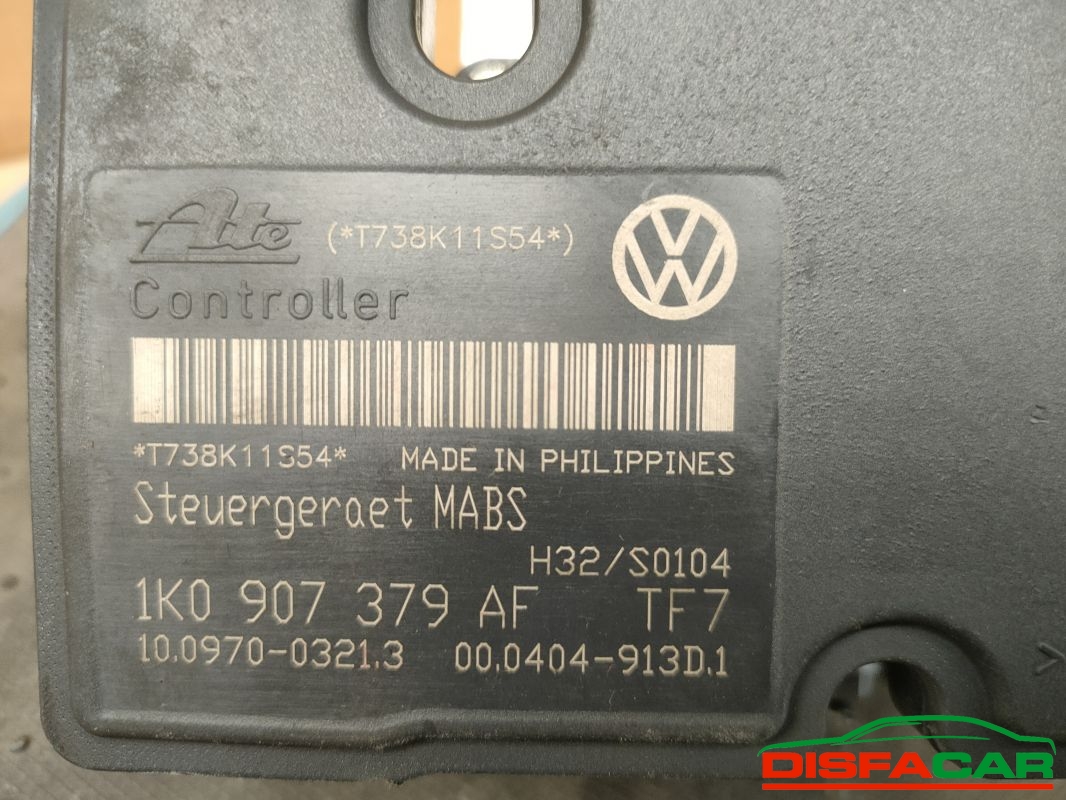 Ate (*T738K11S54*)
Controller
*T738K11S54* MADE IN PHILIPPINES
Steuergeraet MABS
H32/S0104
1K0 907 379 AF TF7
10.0970-0321.3 00.0404-913D.1
DISFACAR